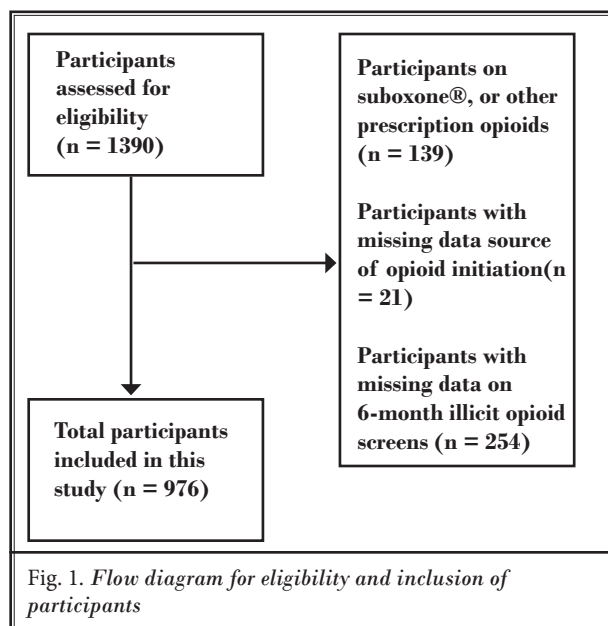 Participants
assessed for
eligibility
(n = 1390)
Participants on
suboxone®, or other
prescription opioids
(n = 139)
Participants with
missing data source
of opioid initiation(n
= 21)
Participants with
missing data on
6-month illicit opioid
screens (n = 254)
Total participants
included in this
study (n = 976)
Fig. 1. Flow diagram for eligibility and inclusion of
participants